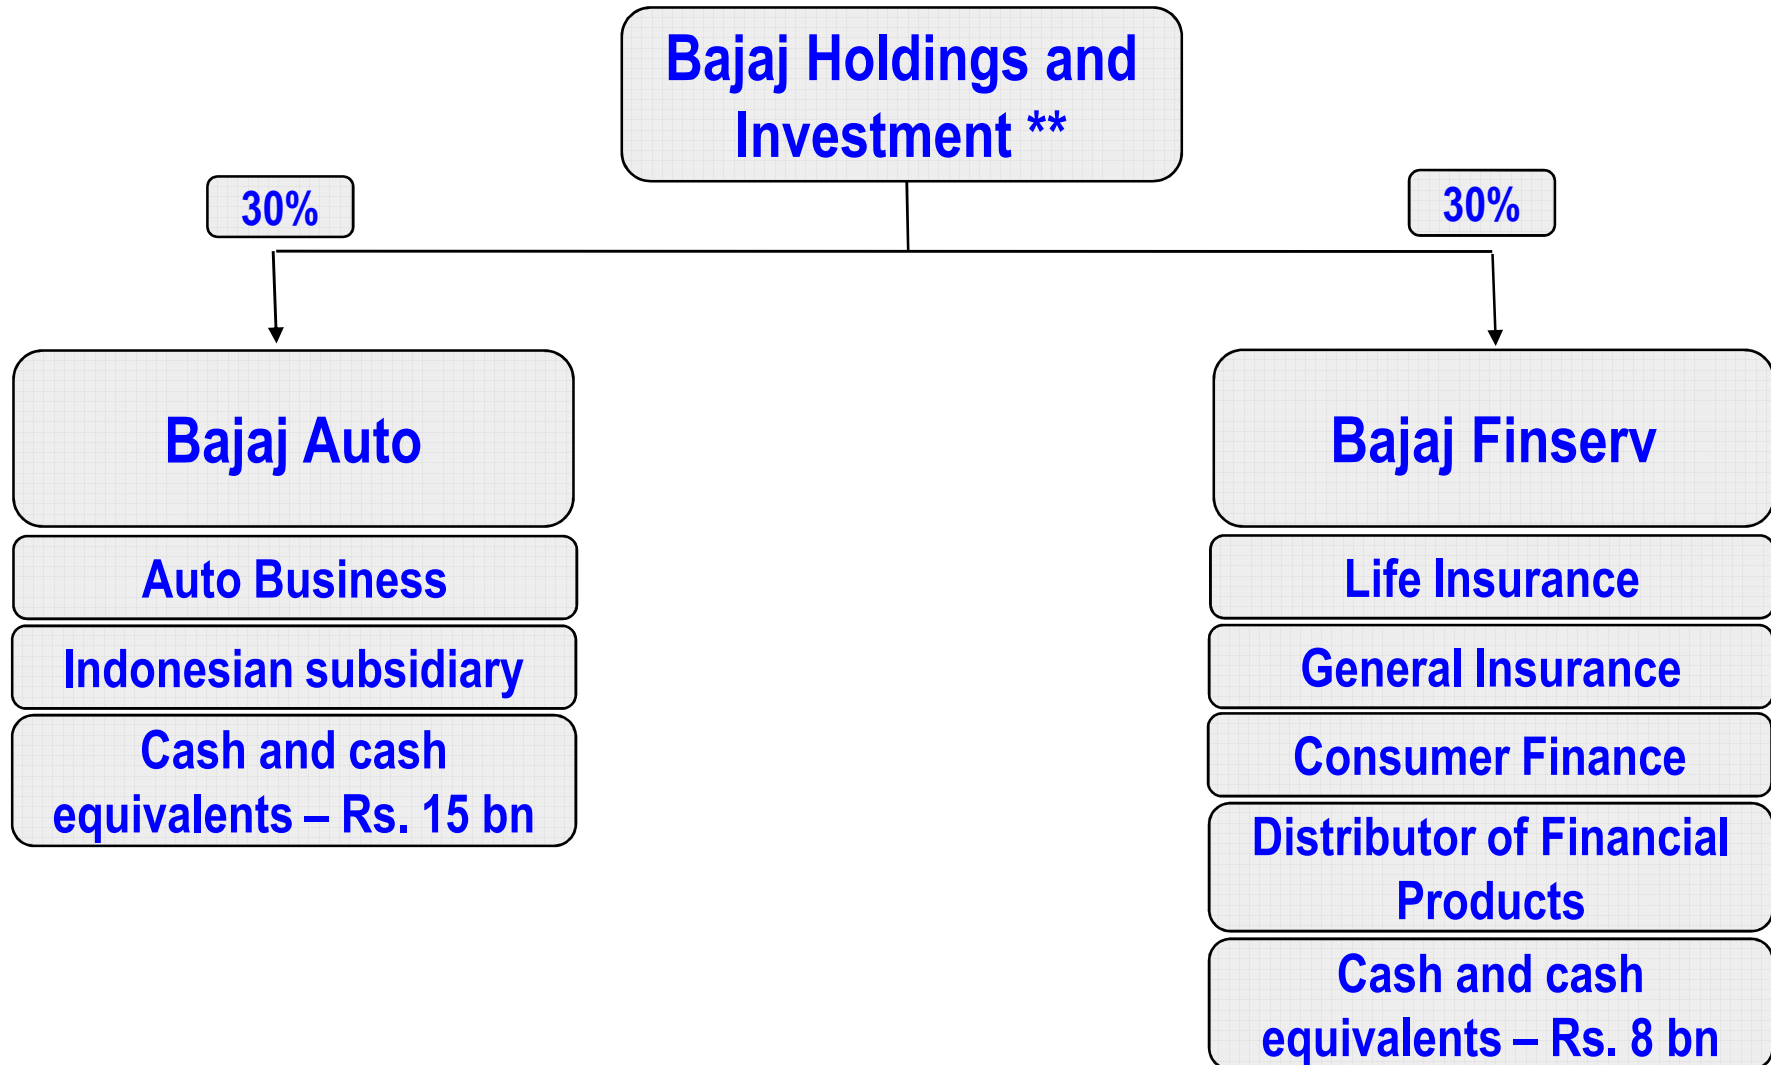 Bajaj Holdings and
Investment **
30%
30%
Bajaj Auto
Auto Business
Indonesian subsidiary
Cash and cash
equivalents – Rs. 15 bn
Bajaj Finserv
Life Insurance
General Insurance
Consumer Finance
Distributor of Financial
Products
Cash and cash
equivalents – Rs. 8 bn